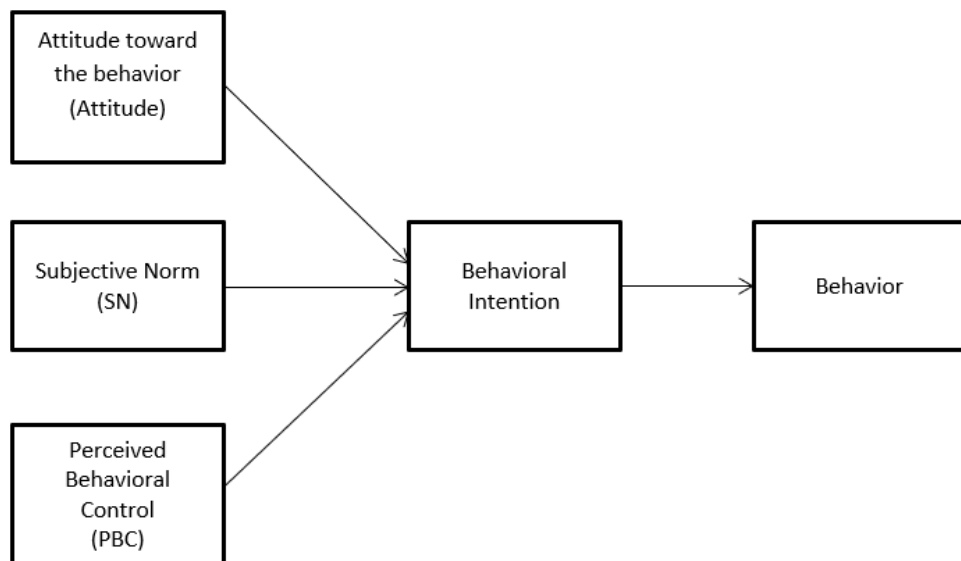 Attitude toward
the behavior
(Attitude)
Subjective Norm
(SN)
Perceived
Behavioral
Control
(PBC)
Behavioral
Intention
Behavior